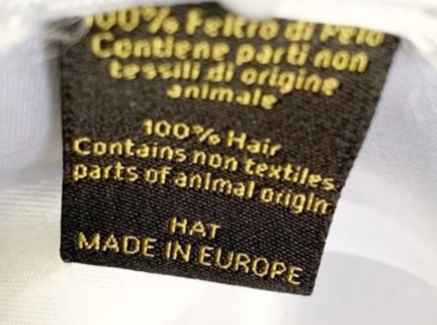 100% Feltro di Pelo
Contiene parti non
tessili di origine
animale
100% Hair
Contains non textiles
parts of animal origin
HAT
MADE IN EUROPE